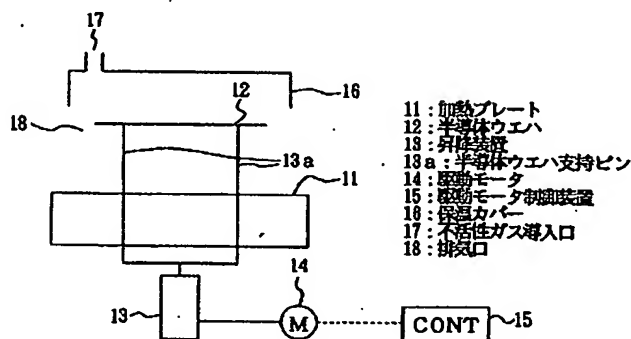 17
16
12
18
13a
11
14
13
M
CONT
15
11:加熱プレート
12:半導体ウエハ
13:昇降装置
13a:半導体ウエハ支持ピン
14:駆動モータ
15:駆動モータ制御装置
16:保温カバー
17:不活性ガス導入口
18:排気口